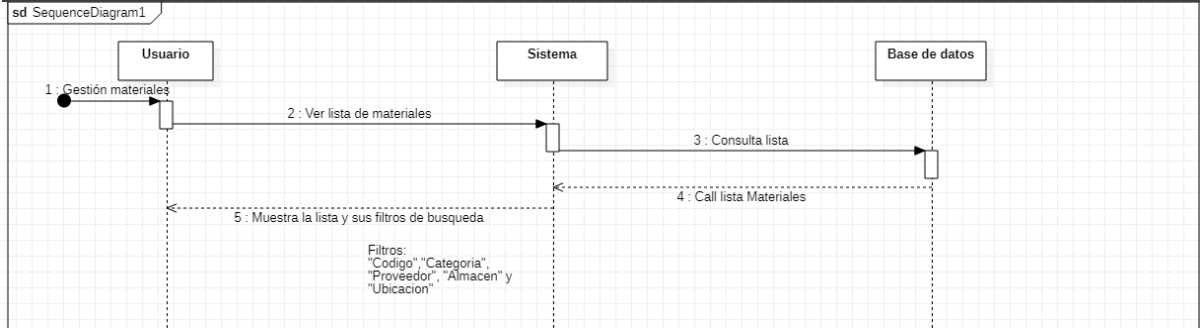 sd SequenceDiagram1
Usuario
Sistema
Base de datos
1 : Gestión materiales
2 : Ver lista de materiales
3 : Consulta lista
4 : Call lista Materiales
5 : Muestra la lista y sus filtros de busqueda
Filtros:
"Codigo","Categoria",
"Proveedor", "Almacen" y
"Ubicacion"